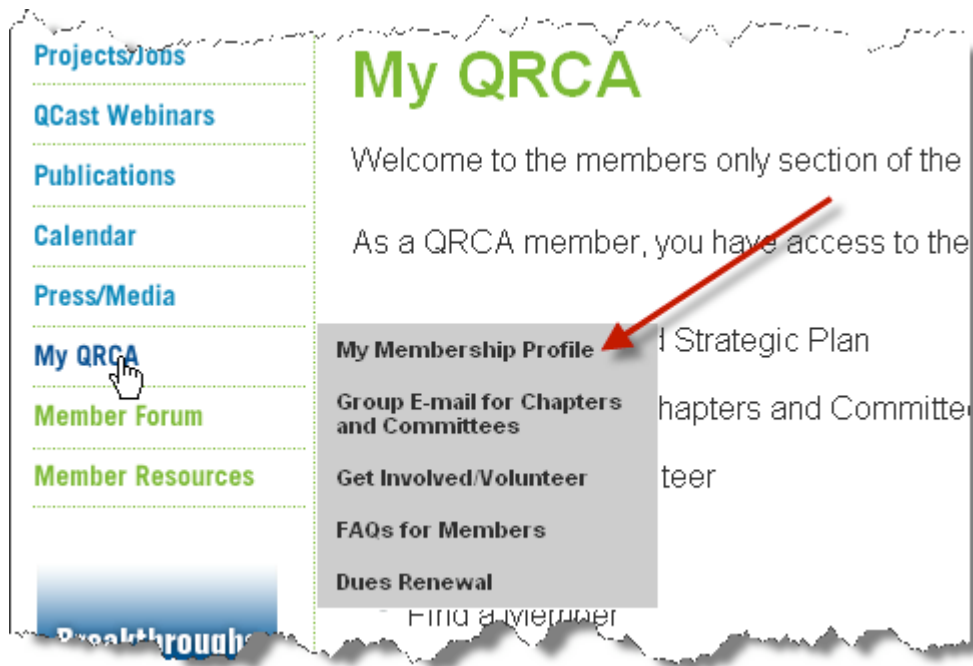 Projects/Jobs
QCast Webinars
Publications
Calendar
Press/Media
My QRCA
Member Forum
Member Resources
Breakthrough
My QRCA
Welcome to the members only section of the
As a QRCA member, you have access to the
My Membership Profile
Group E-mail for Chapters
and Committees
Get Involved/Volunteer
FAQs for Members
Dues Renewal
Strategic Plan
hapters and Committe
teer
Find a Member